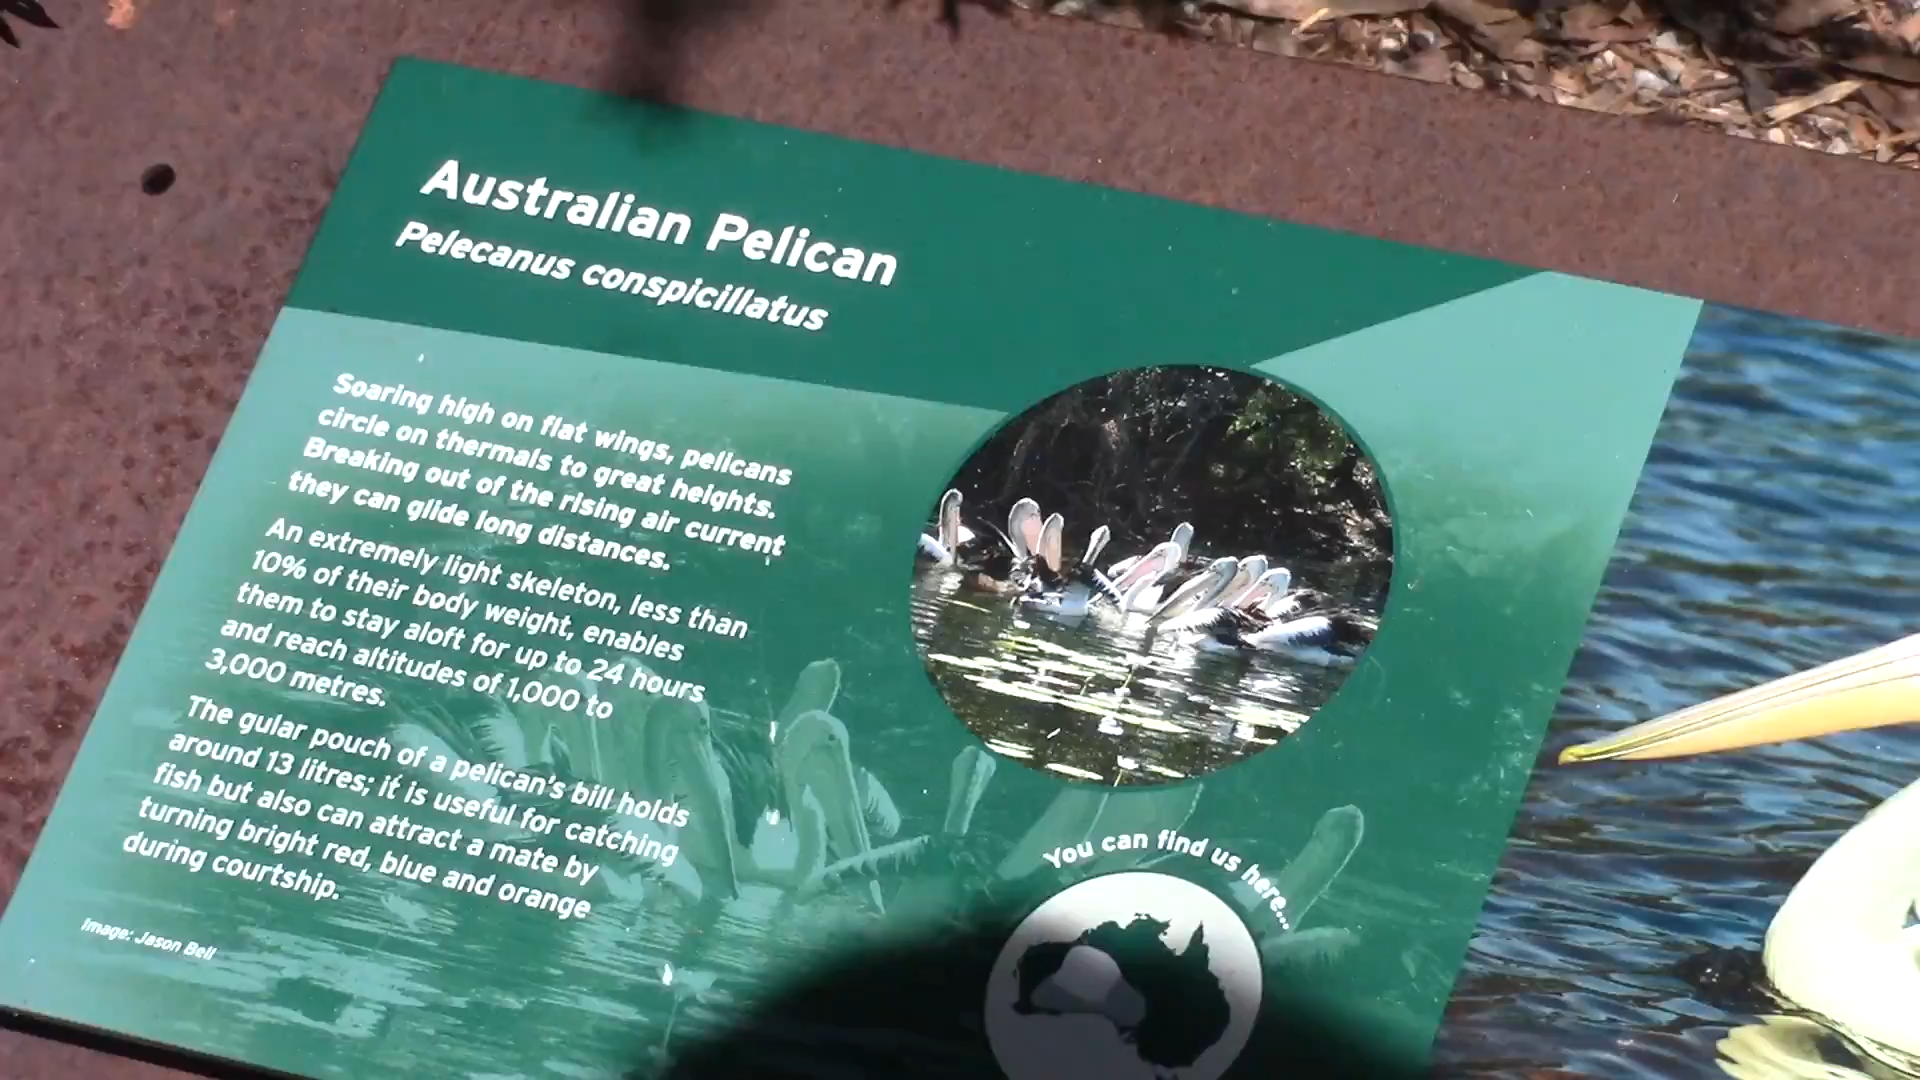 Australian Pelican
Pelecanus conspicillatus
Soaring high on flat wings, pelicans
circle on thermals to great heights.
Breaking out of the rising air current
they can glide long distances.
An extremely light skeleton, less than
10% of their body weight, enables
them to stay aloft for up to 24 hours
and reach altitudes of 1,000 to
3,000 metres.
The gular pouch of a pelican's bill holds
around 13 litres; it is useful for catching
fish but also can attract a mate by
turning bright red, blue and orange
during courtship.
Image: Jason Bell
You can find us here...